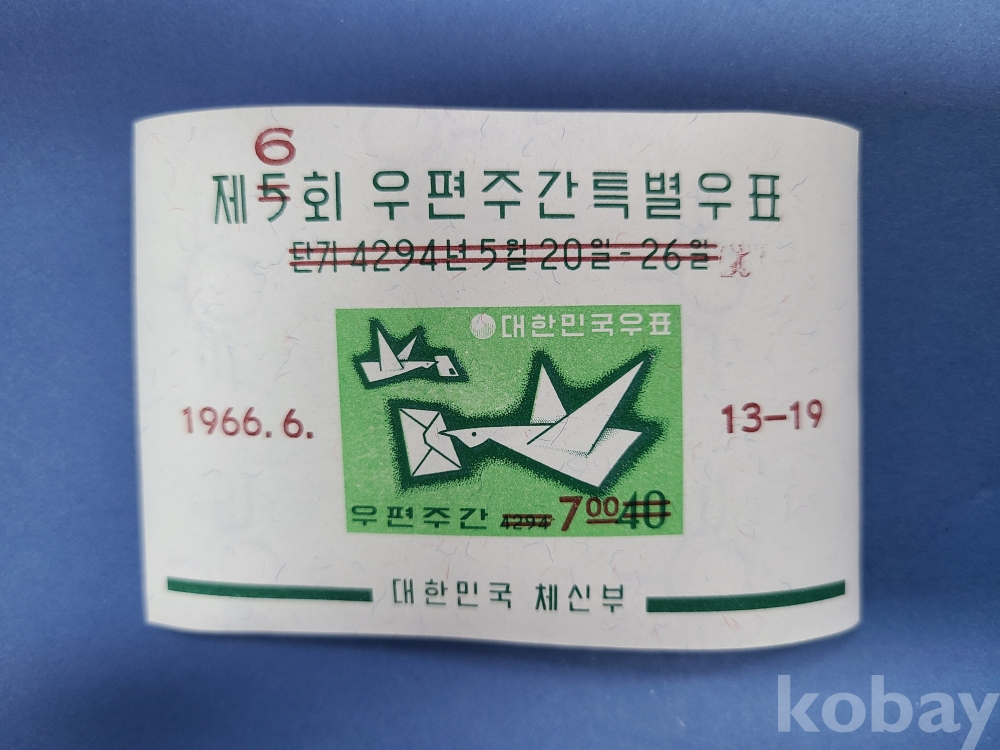 6
제5회 우편주간특별우표
단기 4294년 5월 20일-26일
대한민국우표
1966. 6.
13-19
우편주간 4294 7 00 40
대한민국 체신부
kobay